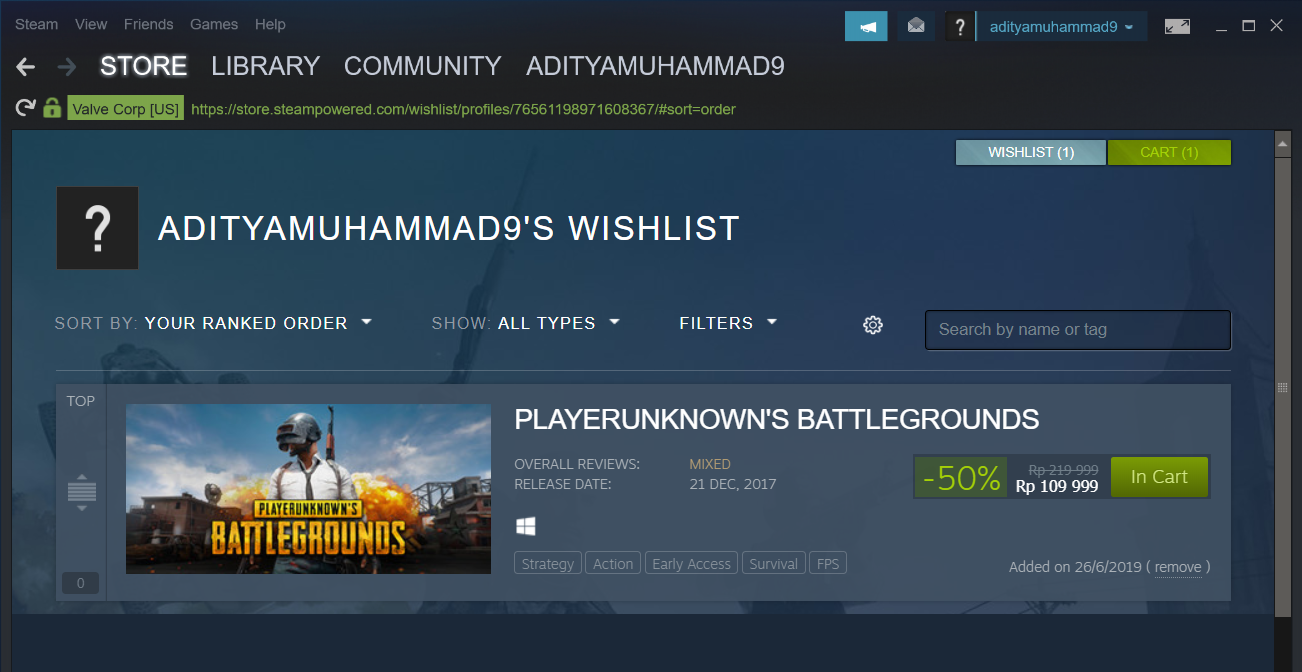 Steam View Friends Games Help
? adityamuhammad9
STORE LIBRARY COMMUNITY ADITYAMUHAMMAD9
Valve Corp [US] https://store.steampowered.com/wishlist/profiles/76561198971608367/#sort=order
WISHLIST (1) CART (1)
? ADITYAMUHAMMAD9'S WISHLIST
SORT BY: YOUR RANKED ORDER SHOW: ALL TYPES FILTERS Search by name or tag
TOP
PLAYERUNKNOWN'S
BATTLEGROUNDS
0
PLAYERUNKNOWN'S BATTLEGROUNDS
OVERALL REVIEWS: MIXED
RELEASE DATE: 21 DEC, 2017
-50% Rp 219 999 Rp 109 999 In Cart
Strategy Action Early Access Survival FPS
Added on 26/6/2019 ( remove )